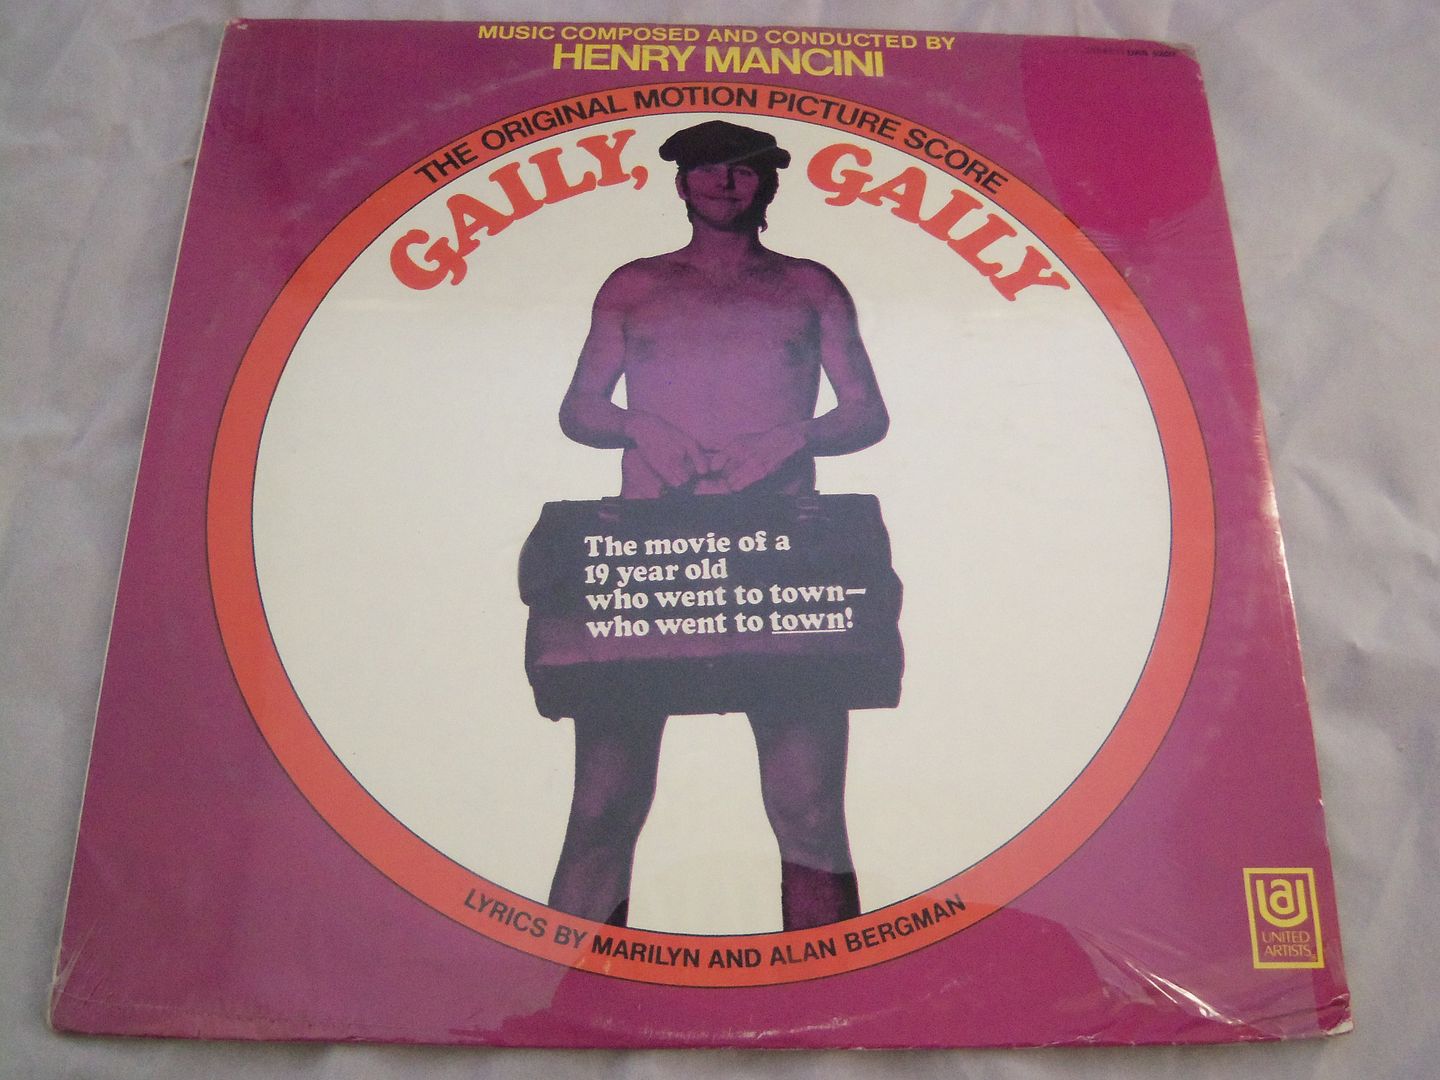 MUSIC COMPOSED AND CONDUCTED BY
HENRY MANCINI
THE ORIGINAL MOTION PICTURE SCORE
GAILY, GAILY
The movie of a
19 year old
who went to town—
who went to town!
LYRICS BY MARILYN AND ALAN BERGMAN
ua
UNITED
ARTISTS